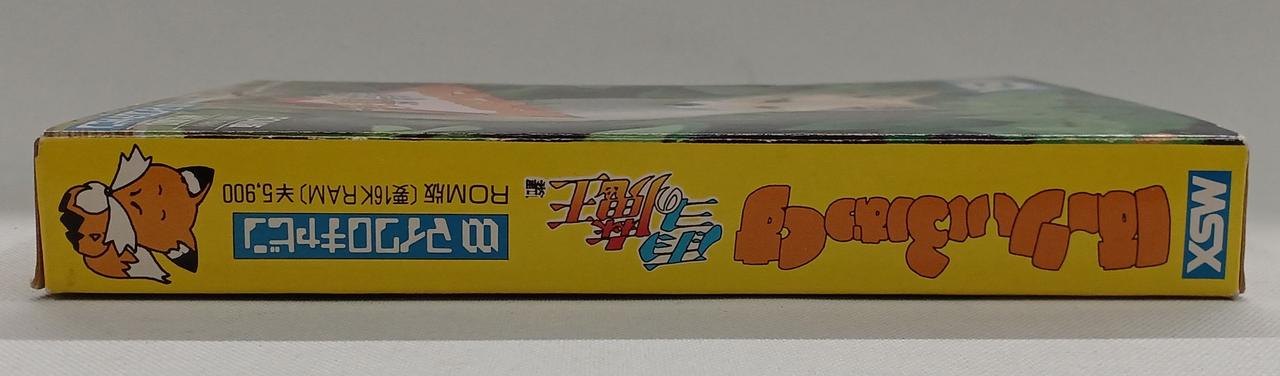 MSX
は〜りぃふぉっくす
雪の魔王編
マイクロキャビン
ROM版〔要16K RAM〕￥5,900